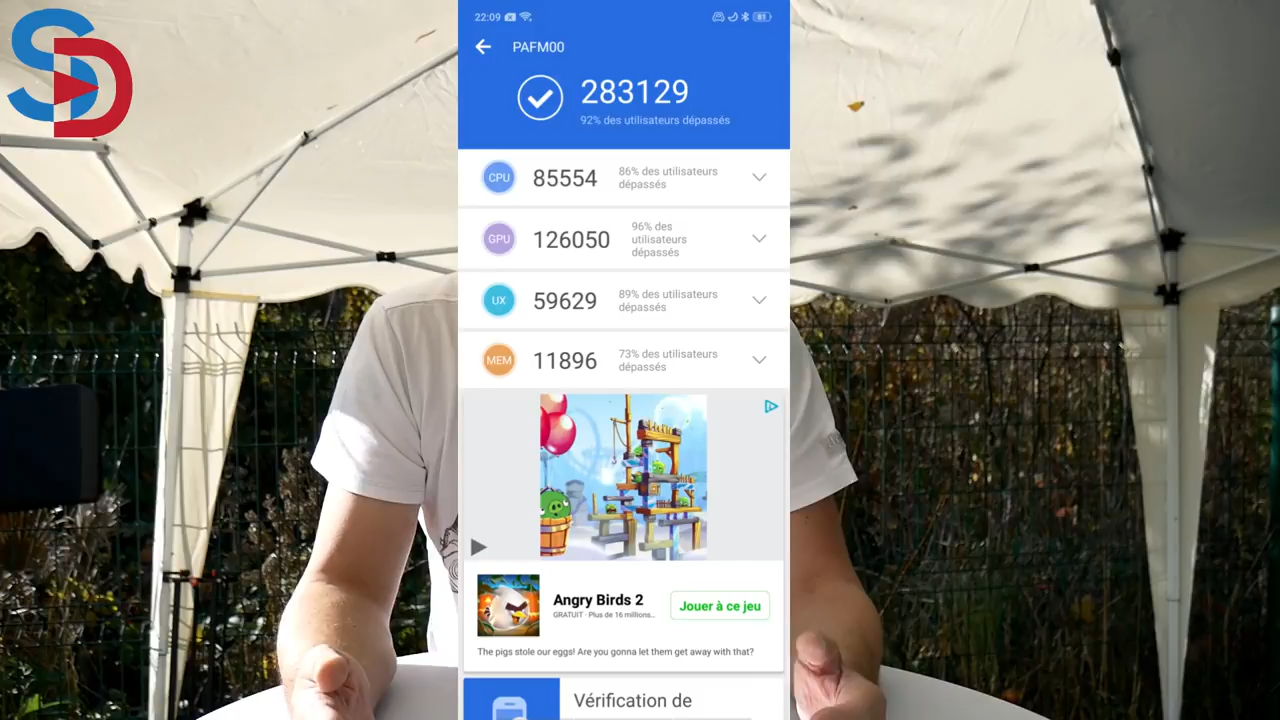 SD
22:09
81
PAFM00
283129
92% des utilisateurs dépassés
CPU
85554
86% des utilisateurs
dépassés
GPU
126050
96% des
utilisateurs
dépassés
UX
59629
89% des utilisateurs
dépassés
MEM
11896
73% des utilisateurs
dépassés
Angry Birds 2
GRATUIT · Plus de 16 millions...
Jouer à ce jeu
The pigs stole our eggs! Are you gonna let them get away with that?
Vérification de